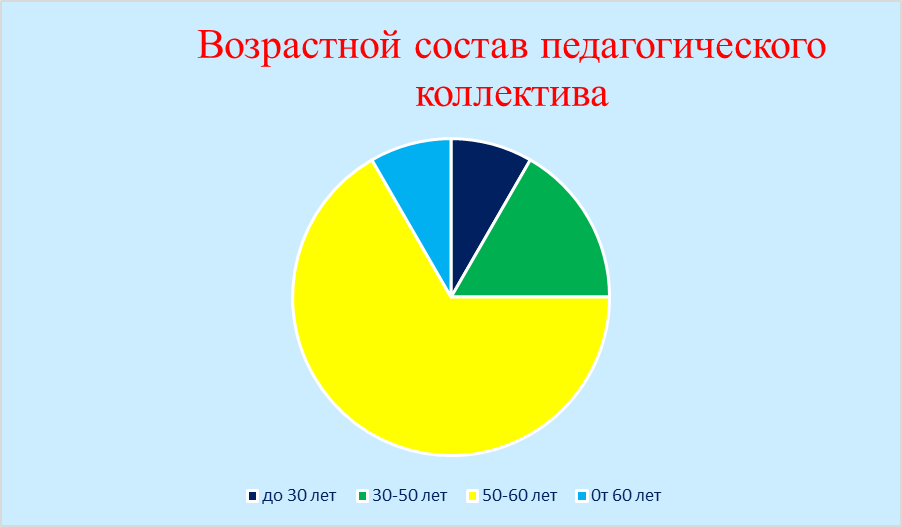 Возрастной состав педагогического
коллектива
до 30 лет 30-50 лет 50-60 лет 0т 60 лет